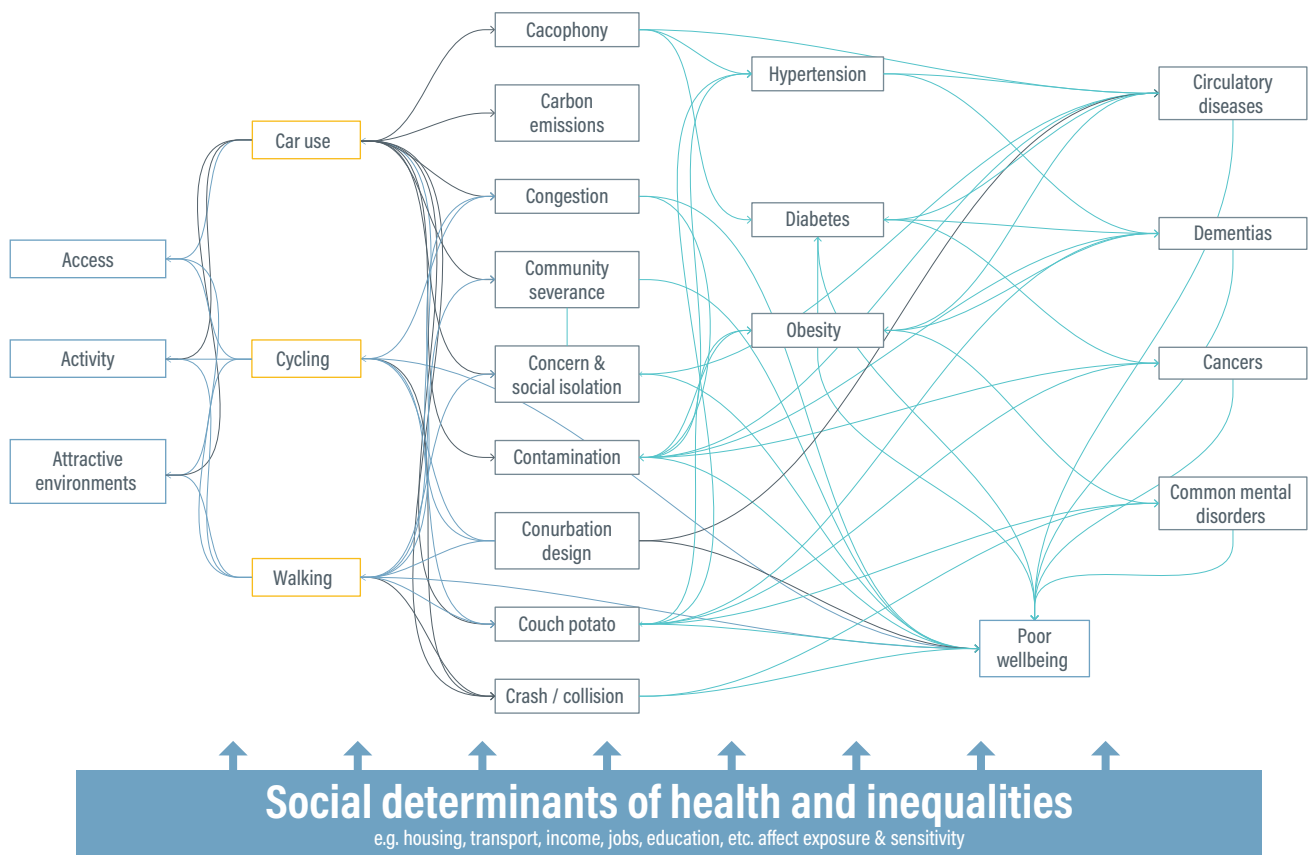 Cacophony
Hypertension
Circulatory
diseases
Carbon
emissions
Car use
Congestion
Diabetes
Dementias
Access
Community
severance
Obesity
Activity
Cycling
Concern &
social isolation
Cancers
Attractive
environments
Contamination
Common mental
disorders
Conurbation
design
Walking
Couch potato
Poor
wellbeing
Crash / collision
Social determinants of health and inequalities
e.g. housing, transport, income, jobs, education, etc. affect exposure & sensitivity